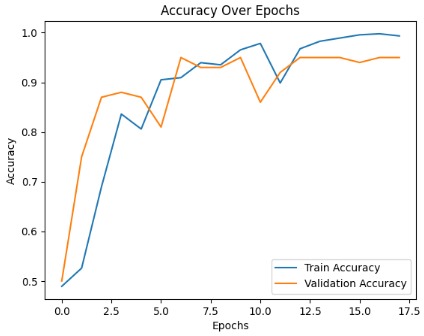 Accuracy Over Epochs
1.0
0.9
0.8
0.7
0.6
0.5
Accuracy
Train Accuracy
Validation Accuracy
0.0 2.5 5.0 7.5 10.0 12.5 15.0 17.5
Epochs